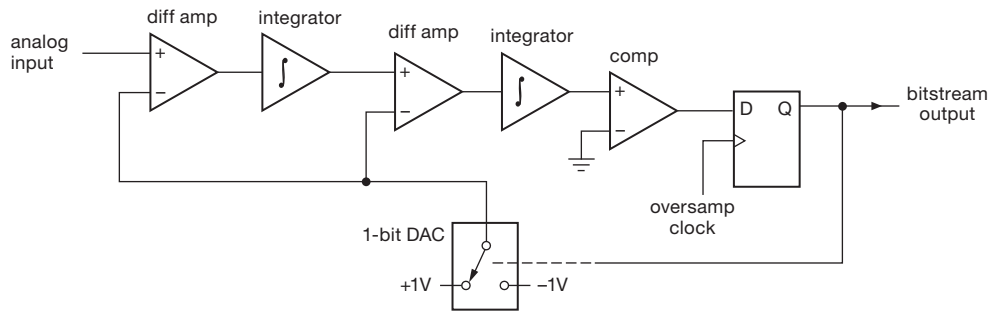 diff amp
integrator
diff amp
integrator
comp
analog
input
+
−
∫
+
−
∫
+
−
D Q
bitstream
output
oversamp
clock
1-bit DAC
+1V
−1V